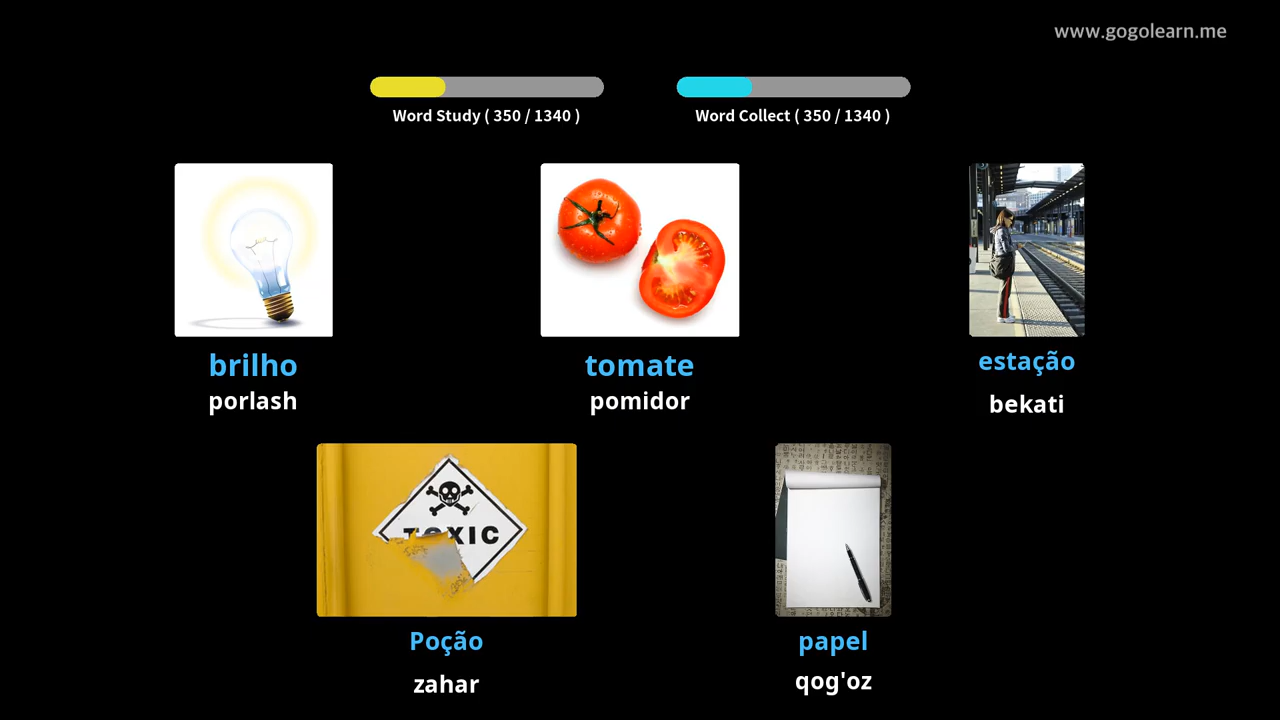 www.gogolearn.me
Word Study ( 350 / 1340 )
Word Collect ( 350 / 1340 )
brilho
porlash
tomate
pomidor
estação
bekati
TOXIC
Poção
zahar
papel
qog'oz